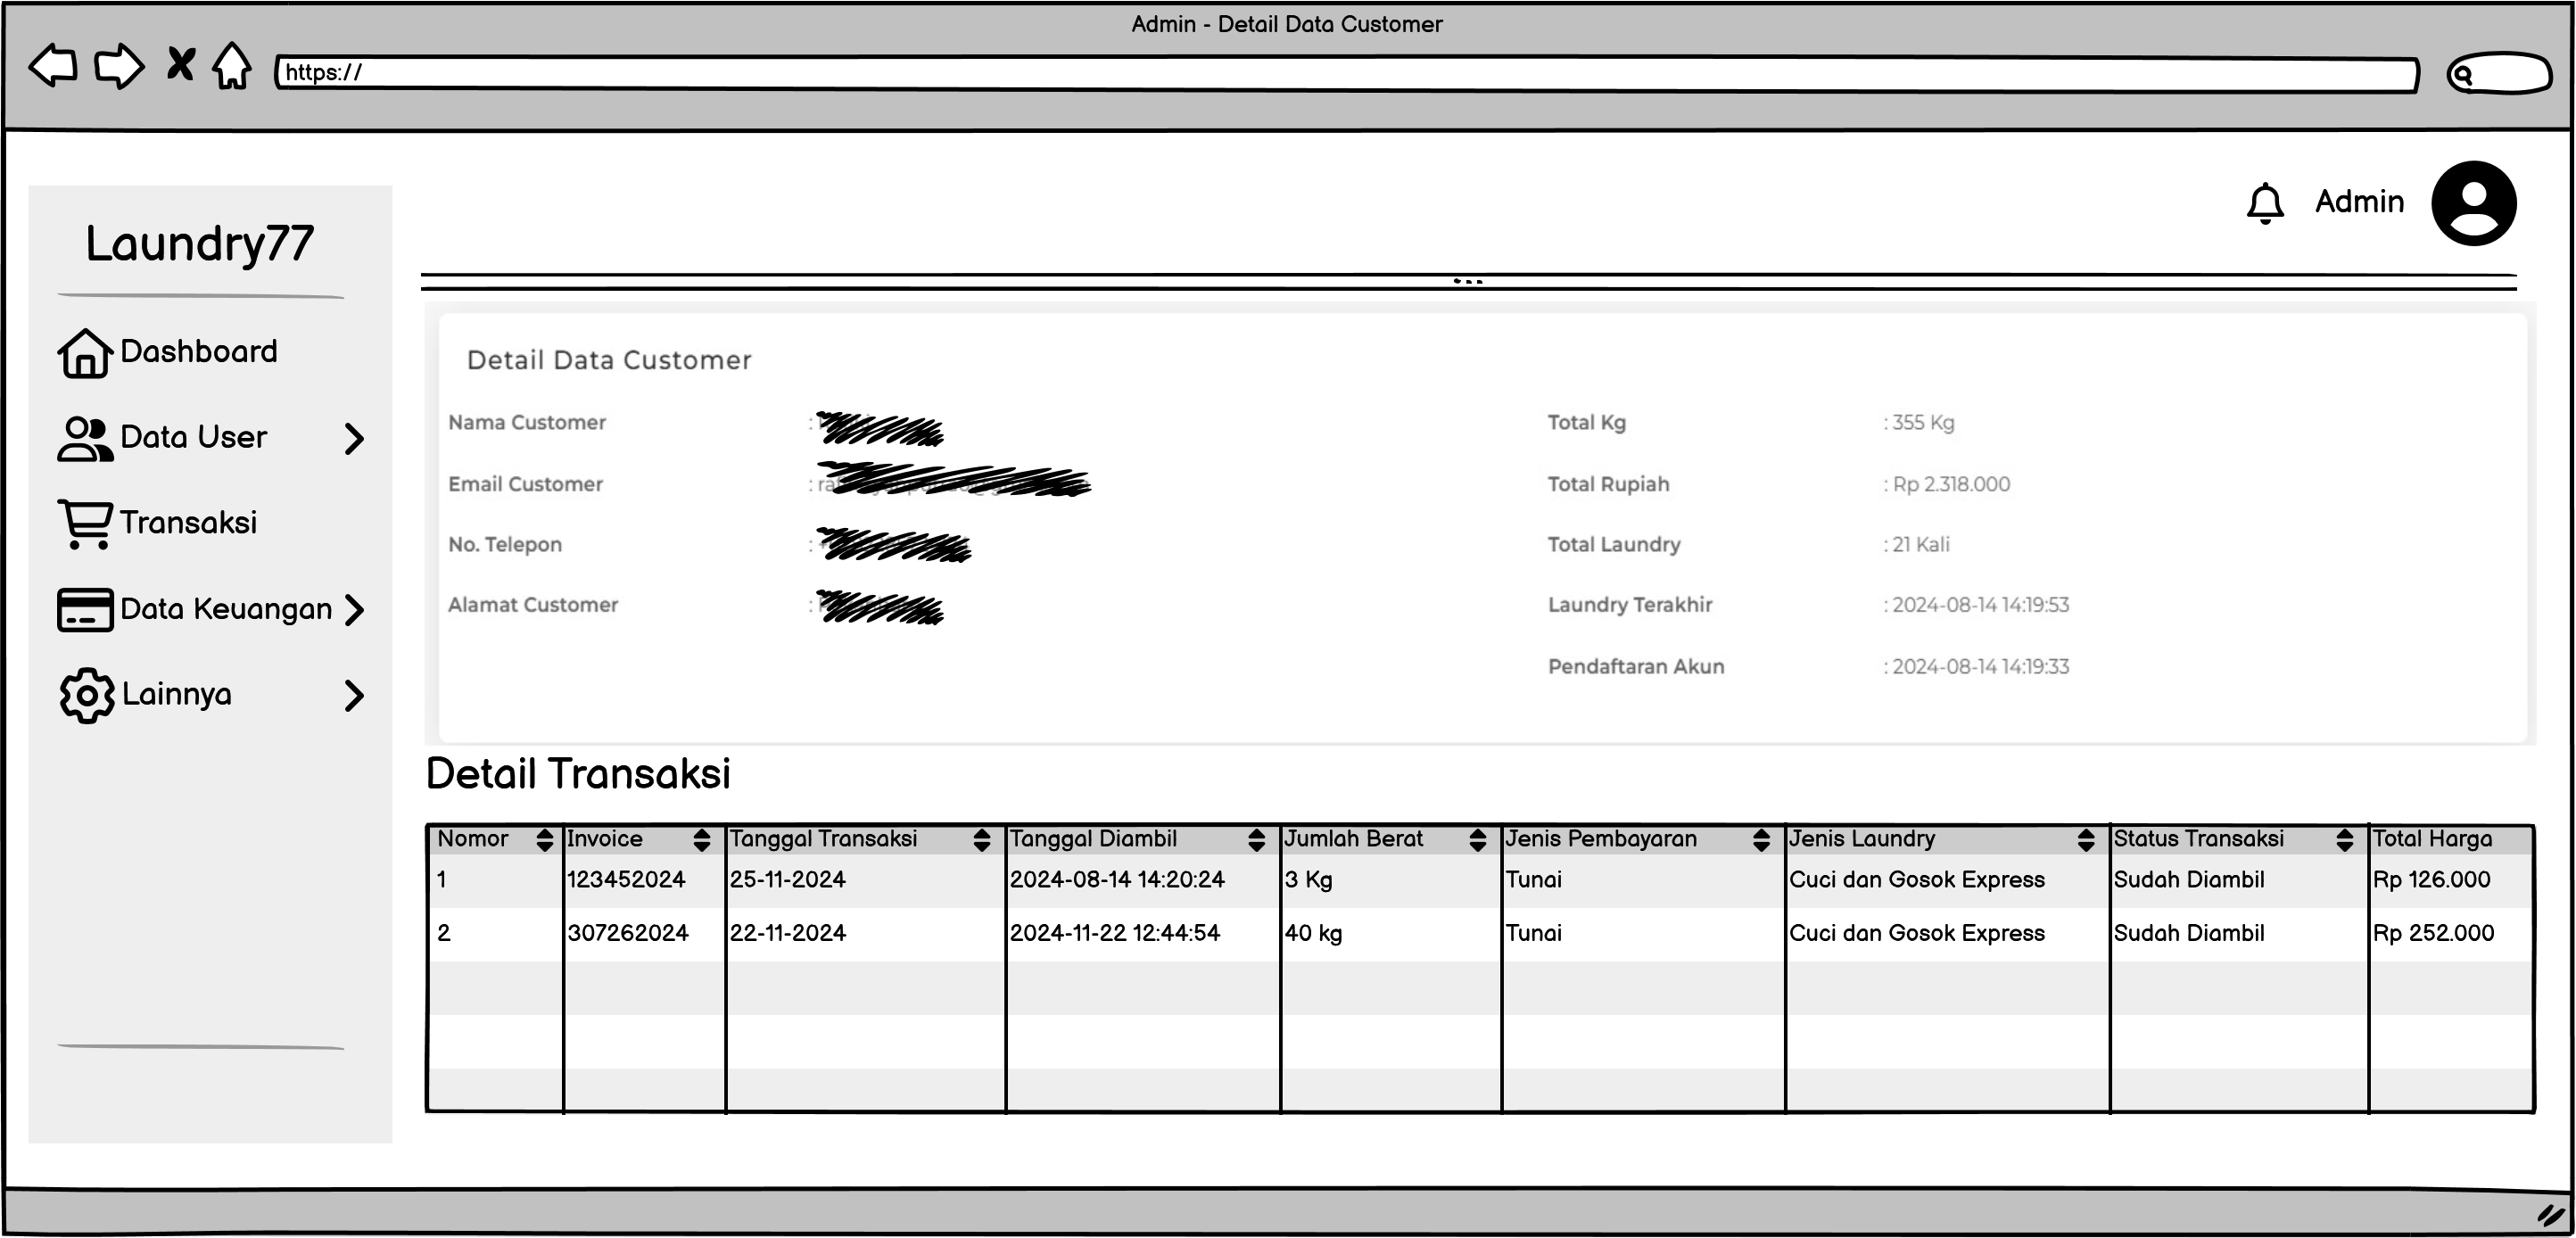 Admin - Detail Data Customer
https://
Admin
Laundry77
Dashboard
Data User
Transaksi
Data Keuangan
Lainnya
Detail Data Customer
Nama Customer :
Total Kg : 355 Kg
Email Customer :
Total Rupiah : Rp 2.318.000
No. Telepon :
Total Laundry : 21 Kali
Alamat Customer :
Laundry Terakhir : 2024-08-14 14:19:53
Pendaftaran Akun : 2024-08-14 14:19:33
Detail Transaksi
Nomor Invoice Tanggal Transaksi Tanggal Diambil Jumlah Berat Jenis Pembayaran Jenis Laundry Status Transaksi Total Harga
1 123452024 25-11-2024 2024-08-14 14:20:24 3 Kg Tunai Cuci dan Gosok Express Sudah Diambil Rp 126.000
2 307262024 22-11-2024 2024-11-22 12:44:54 40 kg Tunai Cuci dan Gosok Express Sudah Diambil Rp 252.000